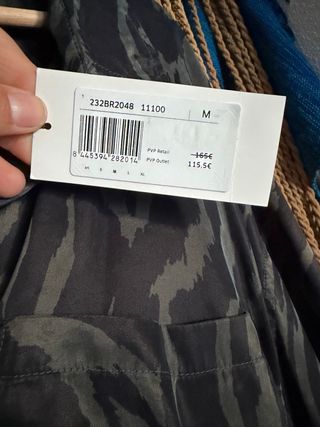 232BR2048 11100 M
PVP Retail 165€
PVP Outlet 115,5€
8 445394 282014
XS S M L XL